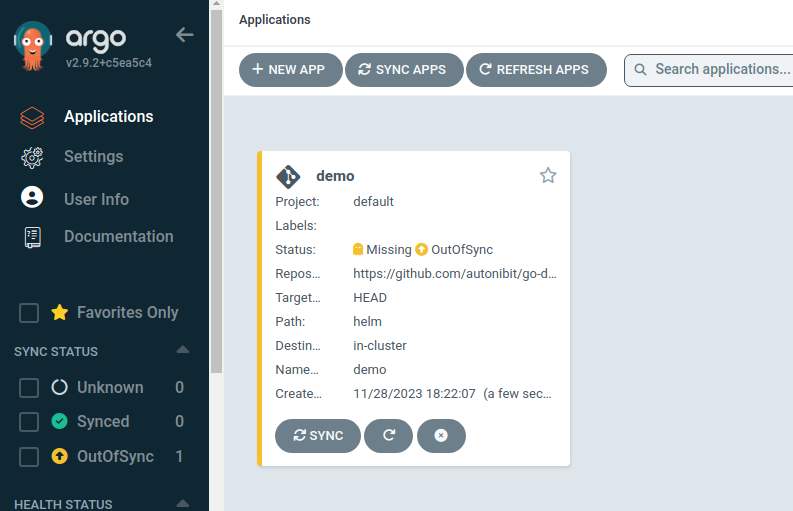 argo
v2.9.2+c5ea5c4
Applications
Settings
User Info
Documentation
Favorites Only
SYNC STATUS
Unknown 0
Synced 0
OutOfSync 1
HEALTH STATUS
Applications
NEW APP SYNC APPS REFRESH APPS Search applications...
demo
Project: default
Labels:
Status: Missing OutOfSync
Repos... https://github.com/autonibit/go-d...
Target... HEAD
Path: helm
Destin... in-cluster
Name... demo
Create... 11/28/2023 18:22:07 (a few sec...
SYNC